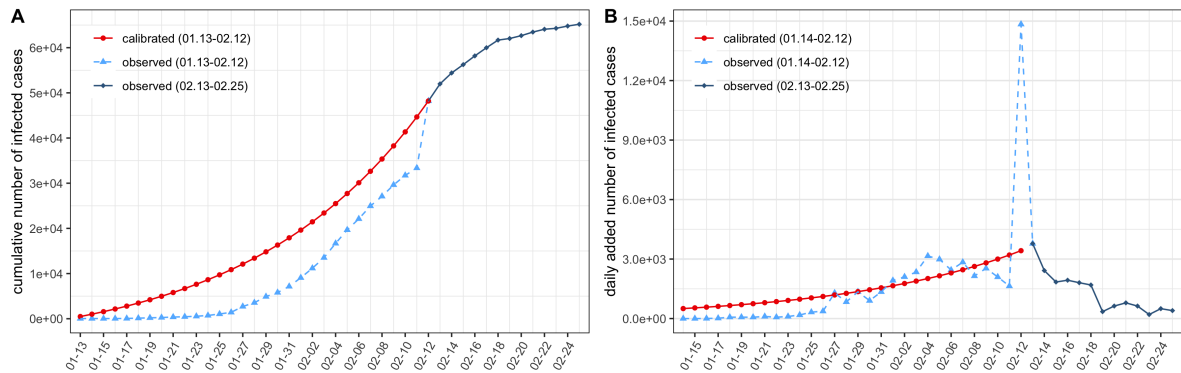 A
cumulative number of infected cases
6e+04
5e+04
4e+04
3e+04
2e+04
1e+04
0e+00
calibrated (01.13-02.12)
observed (01.13-02.12)
observed (02.13-02.25)
01-13
01-15
01-17
01-19
01-21
01-23
01-25
01-27
01-29
01-31
02-02
02-04
02-06
02-08
02-10
02-12
02-14
02-16
02-18
02-20
02-22
02-24
B
daily added number of infected cases
1.5e+04
1.2e+04
9.0e+03
6.0e+03
3.0e+03
0.0e+00
calibrated (01.14-02.12)
observed (01.14-02.12)
observed (02.13-02.25)
01-15
01-17
01-19
01-21
01-23
01-25
01-27
01-29
01-31
02-02
02-04
02-06
02-08
02-10
02-12
02-14
02-16
02-18
02-20
02-22
02-24